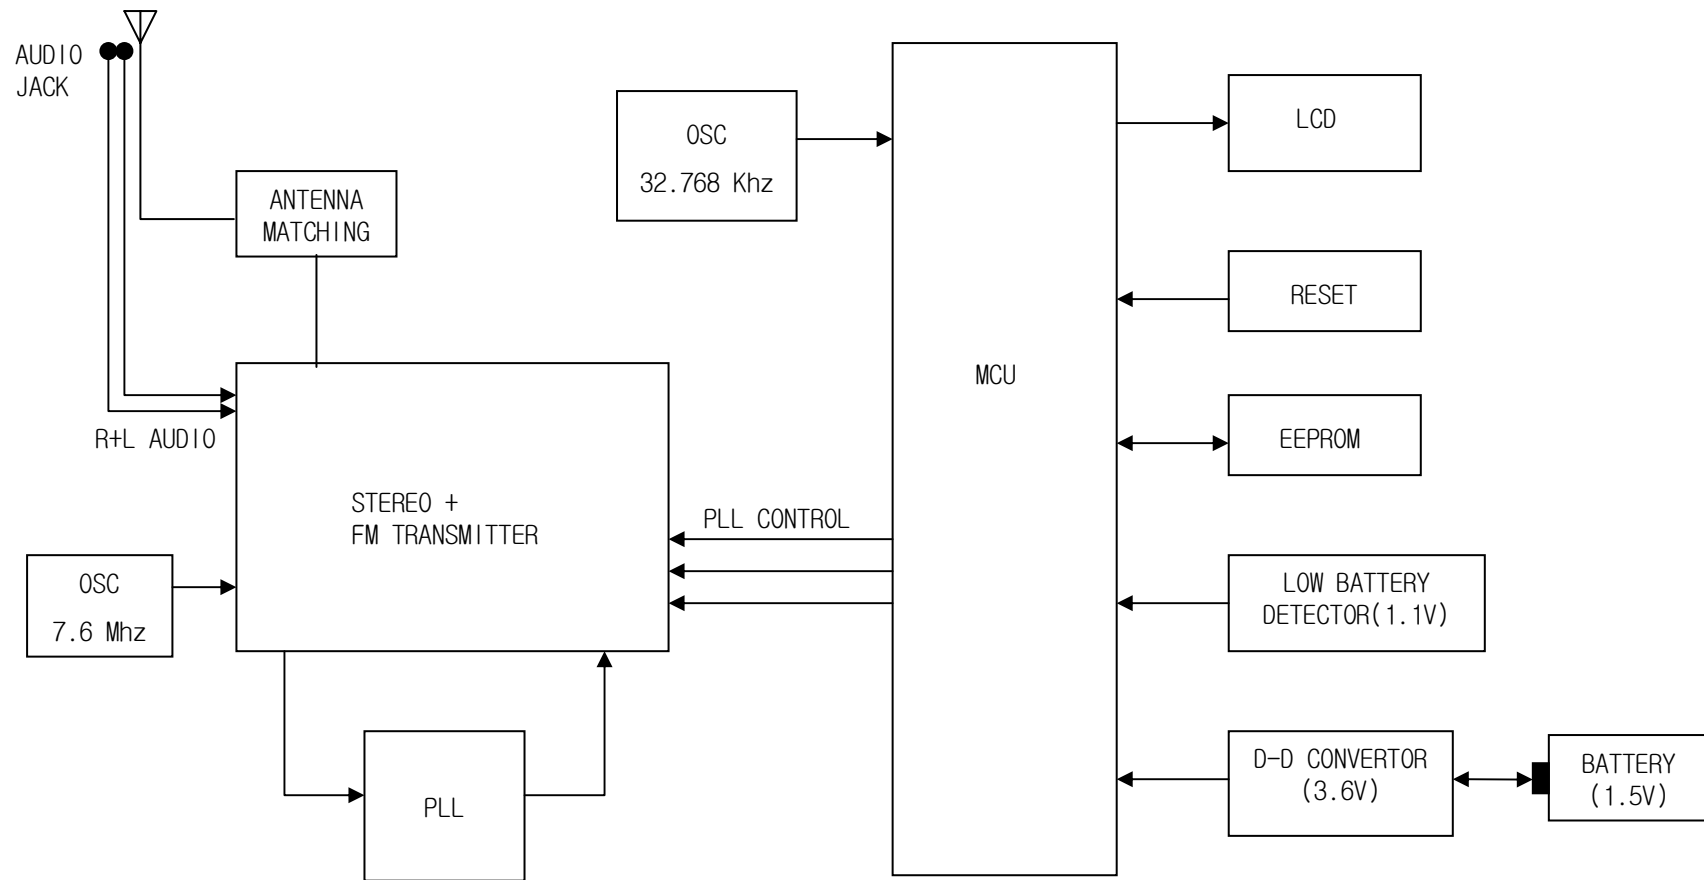 AUDIO
JACK
ANTENNA
MATCHING
OSC
32.768 Khz
LCD
RESET
MCU
EEPROM
R+L AUDIO
STEREO +
FM TRANSMITTER
PLL CONTROL
OSC
7.6 Mhz
LOW BATTERY
DETECTOR(1.1V)
PLL
D-D CONVERTOR
(3.6V)
BATTERY
(1.5V)